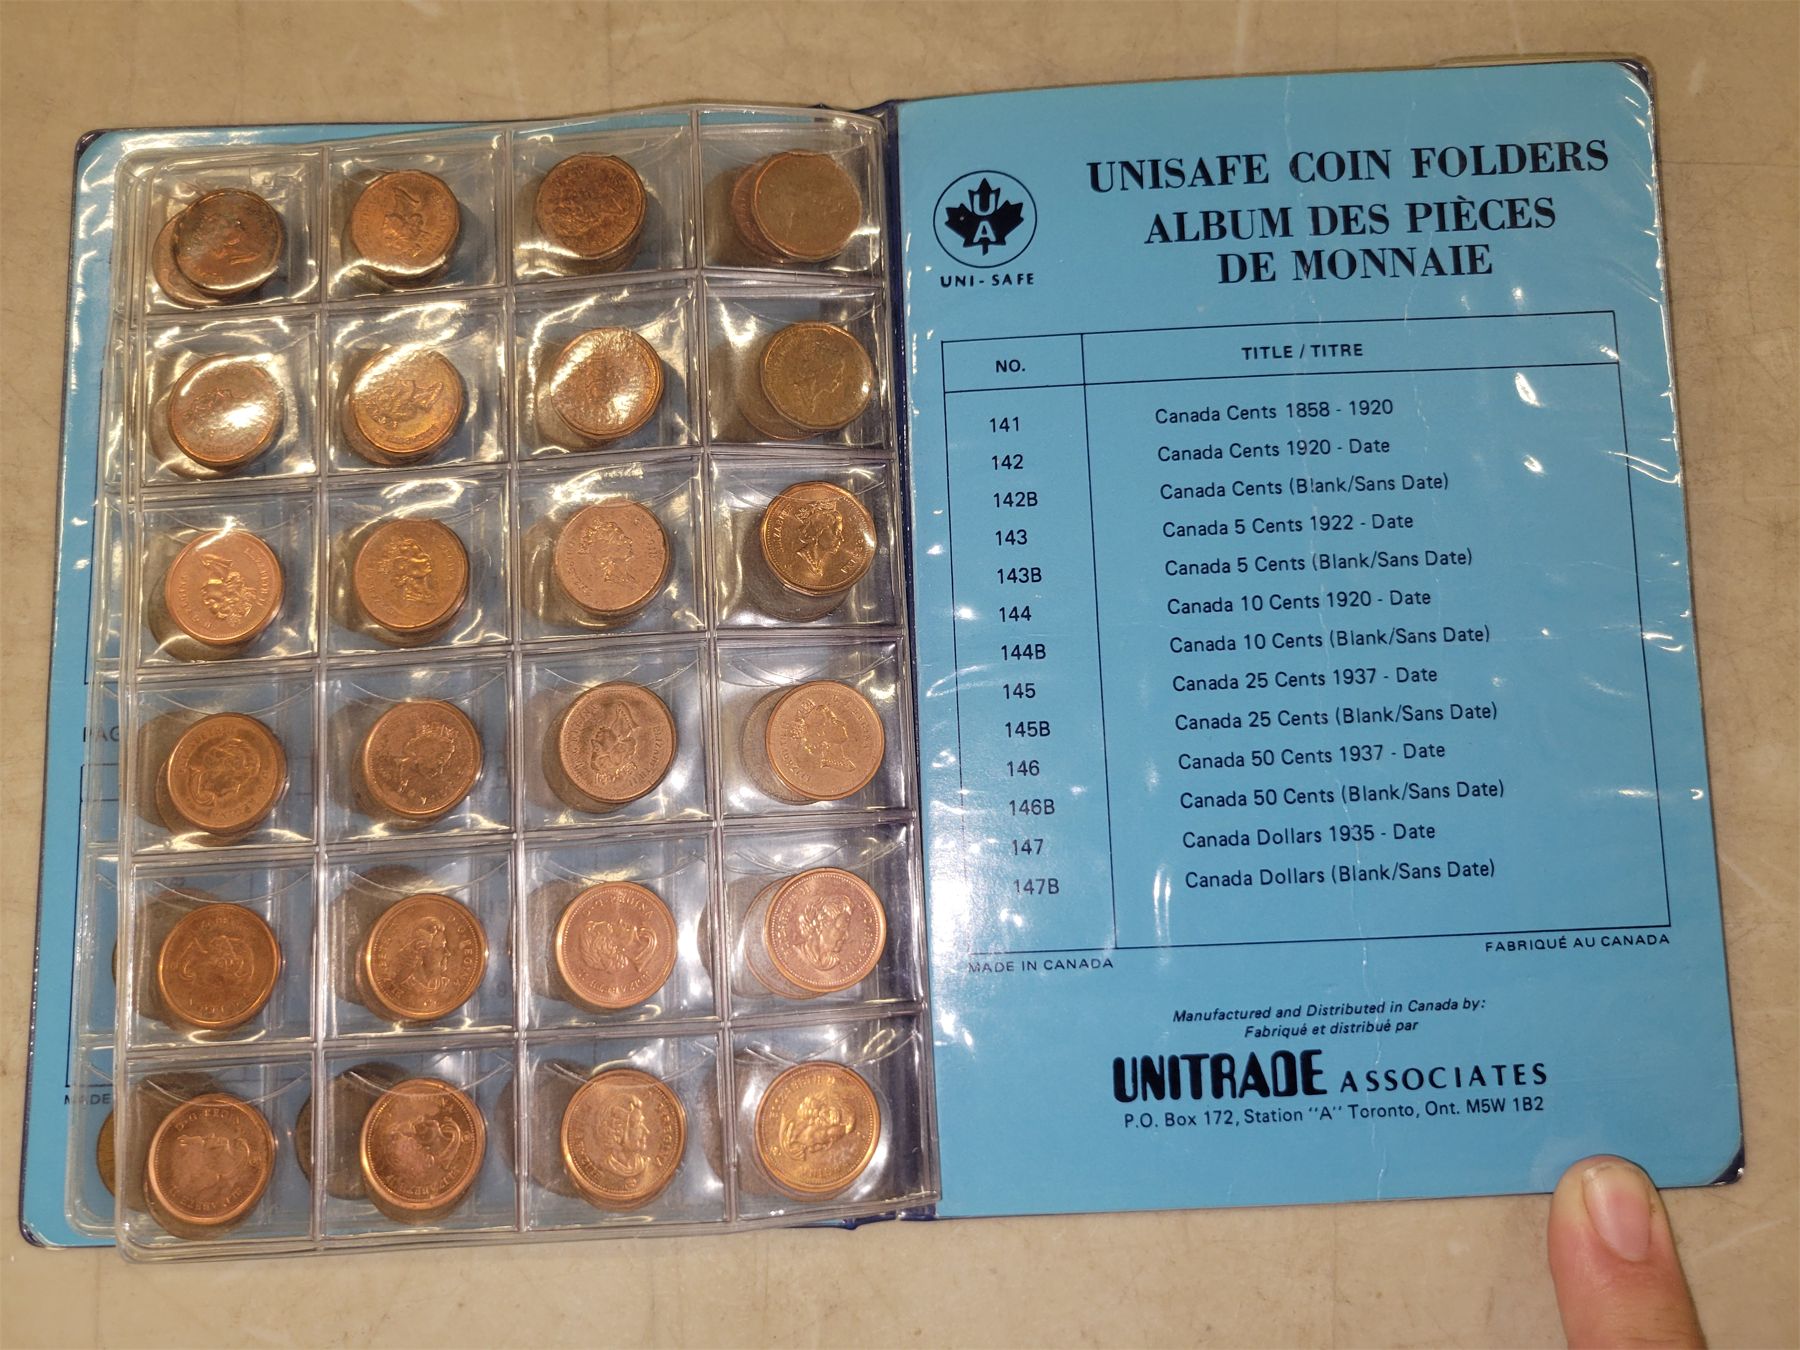 UNISAFE COIN FOLDERS
ALBUM DES PIÈCES
DE MONNAIE
U
A
UNI-SAFE
NO. TITLE / TITRE
141 Canada Cents 1858 - 1920
142 Canada Cents 1920 - Date
142B Canada Cents (Blank/Sans Date)
143 Canada 5 Cents 1922 - Date
143B Canada 5 Cents (Blank/Sans Date)
144 Canada 10 Cents 1920 - Date
144B Canada 10 Cents (Blank/Sans Date)
145 Canada 25 Cents 1937 - Date
145B Canada 25 Cents (Blank/Sans Date)
146 Canada 50 Cents 1937 - Date
146B Canada 50 Cents (Blank/Sans Date)
147 Canada Dollars 1935 - Date
147B Canada Dollars (Blank/Sans Date)
MADE IN CANADA
FABRIQUÉ AU CANADA
Manufactured and Distributed in Canada by:
Fabriqué et distribué par
UNITRADE ASSOCIATES
P.O. Box 172, Station "A" Toronto, Ont. M5W 1B2
MADE